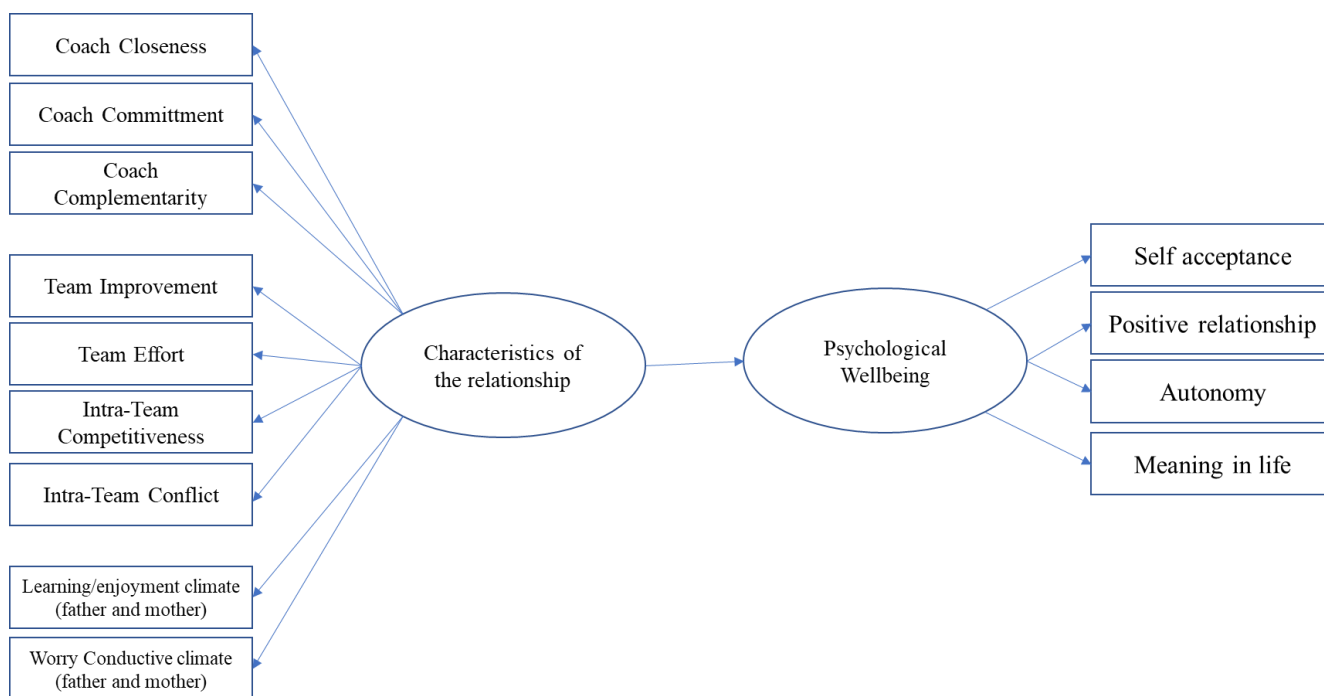 Coach Closeness
Coach Committment
Coach
Complementarity
Team Improvement
Team Effort
Intra-Team
Competitiveness
Intra-Team Conflict
Learning/enjoyment climate
(father and mother)
Worry Conductive climate
(father and mother)
Characteristics of
the relationship
Psychological
Wellbeing
Self acceptance
Positive relationship
Autonomy
Meaning in life